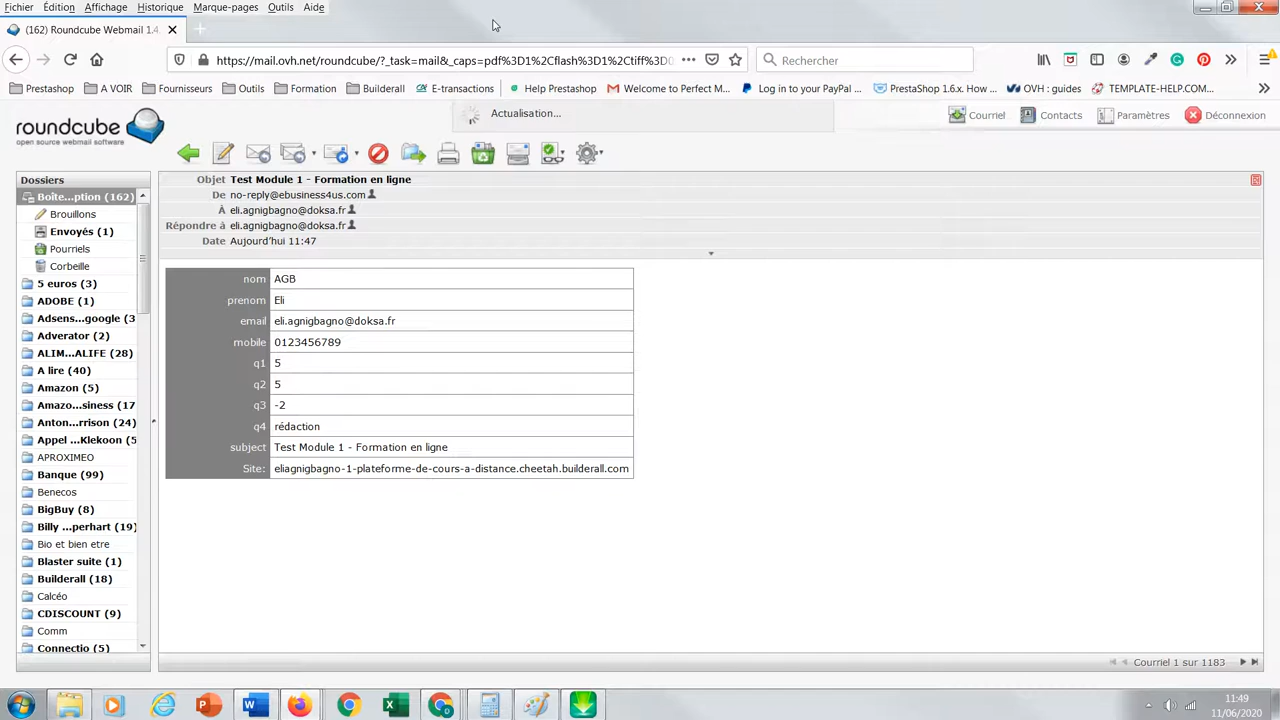 Fichier Édition Affichage Historique Marque-pages Outils Aide
(162) Roundcube Webmail 1.4.
https://mail.ovh.net/roundcube/?_task=mail&_caps=pdf%3D1%2Cflash%3D1%2Ctiff%3D0 Rechercher
Prestashop A VOIR Fournisseurs Outils Formation Builderall E-transactions Help Prestashop Welcome to Perfect M... Log in to your PayPal ... PrestaShop 1.6.x. How ... OVH : guides TEMPLATE-HELP.COM...
Actualisation...
Courriel Contacts Paramètres Déconnexion
roundcube
open source webmail software
Dossiers
Boîte...ption (162)
Brouillons
Envoyés (1)
Pourriels
Corbeille
5 euros (3)
ADOBE (1)
Adsens...google (3
Adverator (2)
ALIM...ALIFE (28)
A lire (40)
Amazon (5)
Amazo...siness (17
Anton...rrison (24)
Appel ...Klekoon (5
APROXIMEO
Banque (99)
Benecos
BigBuy (8)
Billy ...perhart (19)
Bio et bien etre
Blaster suite (1)
Builderall (18)
Calcéo
CDISCOUNT (9)
Comm
Connectio (5)
Objet Test Module 1 - Formation en ligne
De no-reply@ebusiness4us.com
À eli.agnigbagno@doksa.fr
Répondre à eli.agnigbagno@doksa.fr
Date Aujourd'hui 11:47
nom AGB
prenom Eli
email eli.agnigbagno@doksa.fr
mobile 0123456789
q1 5
q2 5
q3 -2
q4 rédaction
subject Test Module 1 - Formation en ligne
Site: eliagnigbagno-1-plateforme-de-cours-a-distance.cheetah.builderall.com
Courriel 1 sur 1183
11:49
11/06/2020